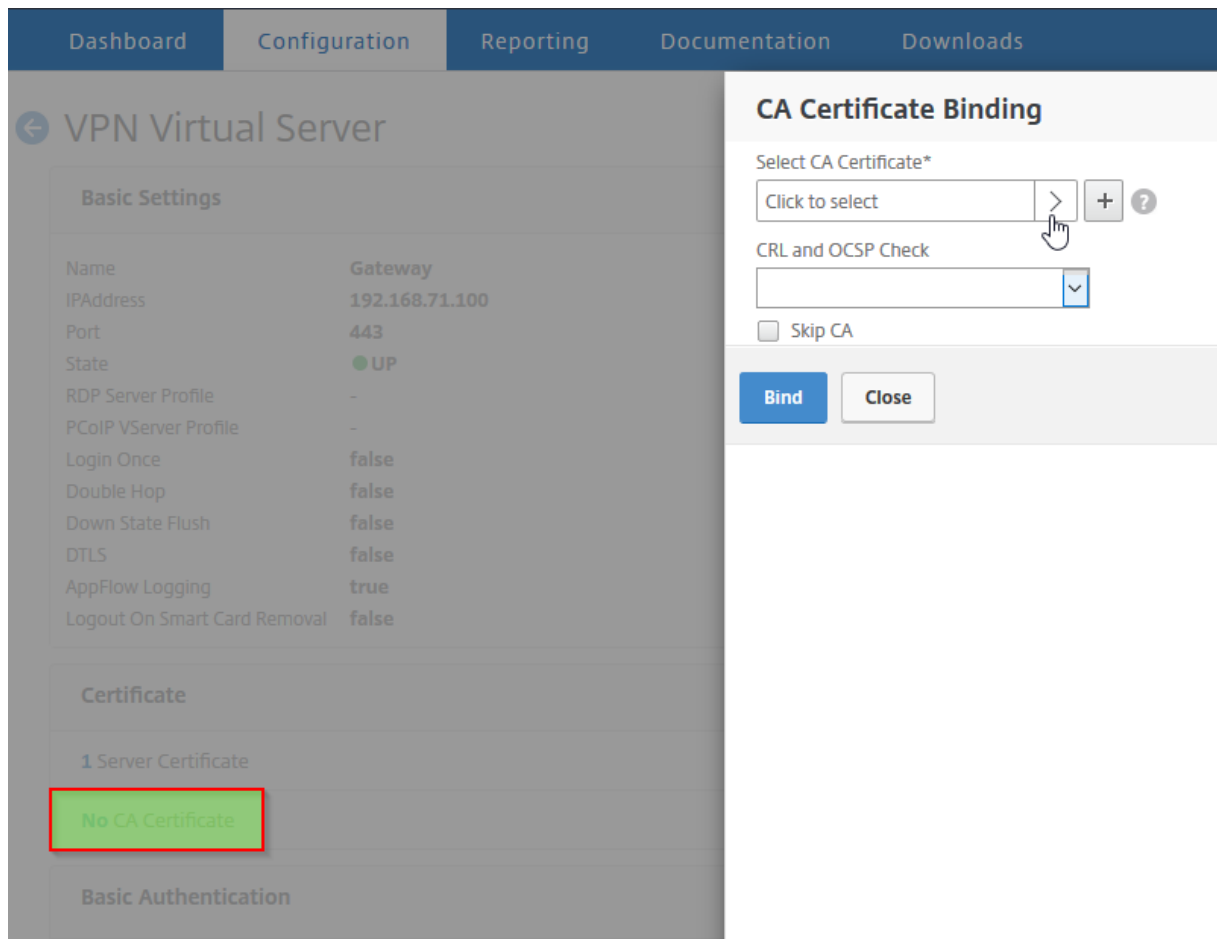 Dashboard Configuration Reporting Documentation Downloads
VPN Virtual Server
Basic Settings
Name Gateway
IPAddress 192.168.71.100
Port 443
State UP
RDP Server Profile -
PCoIP VServer Profile -
Login Once false
Double Hop false
Down State Flush false
DTLS false
AppFlow Logging true
Logout On Smart Card Removal false
Certificate
1 Server Certificate
No CA Certificate
Basic Authentication
CA Certificate Binding
Select CA Certificate*
Click to select > + ?
CRL and OCSP Check
Skip CA
Bind Close